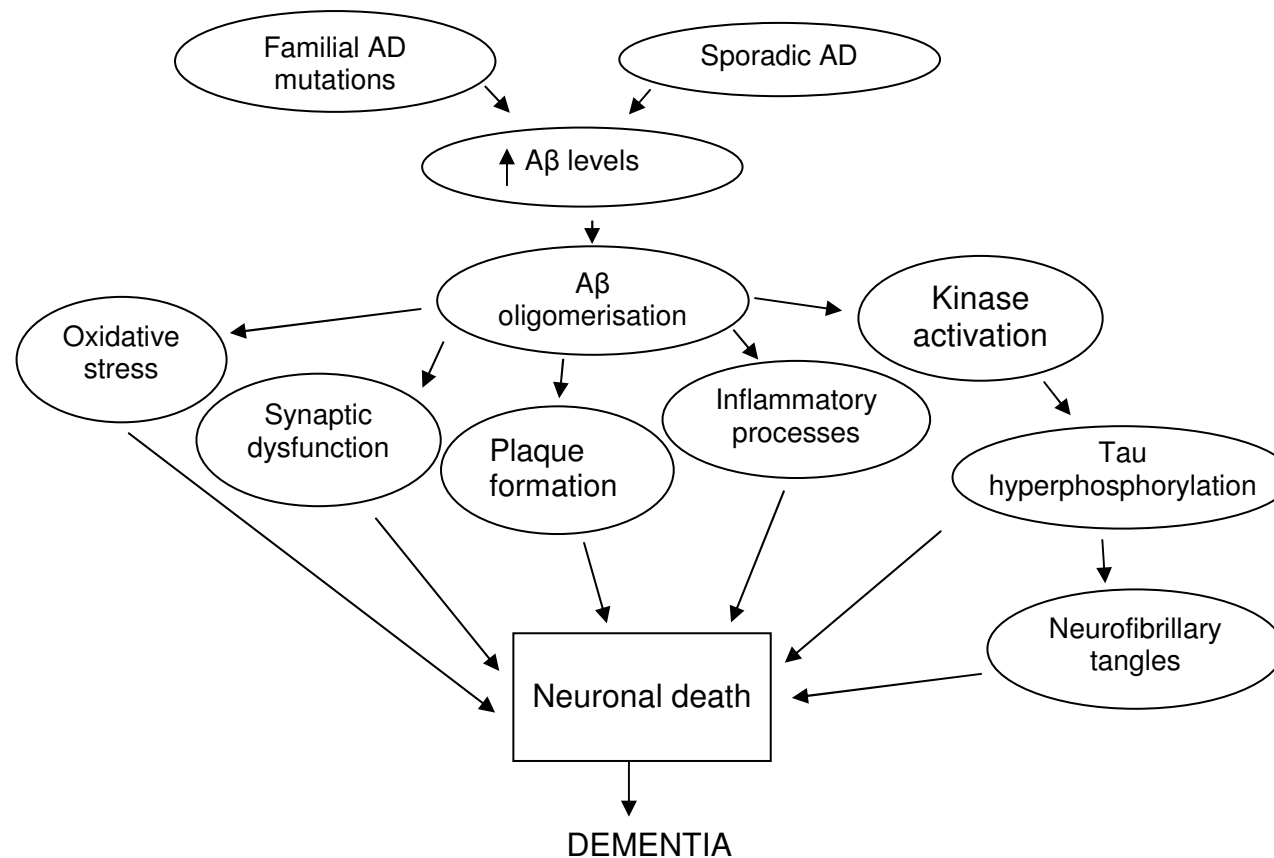 Familial AD
mutations
Sporadic AD
Aβ levels
Aβ
oligomerisation
Kinase
activation
Oxidative
stress
Synaptic
dysfunction
Plaque
formation
Inflammatory
processes
Tau
hyperphosphorylation
Neurofibrillary
tangles
Neuronal death
DEMENTIA